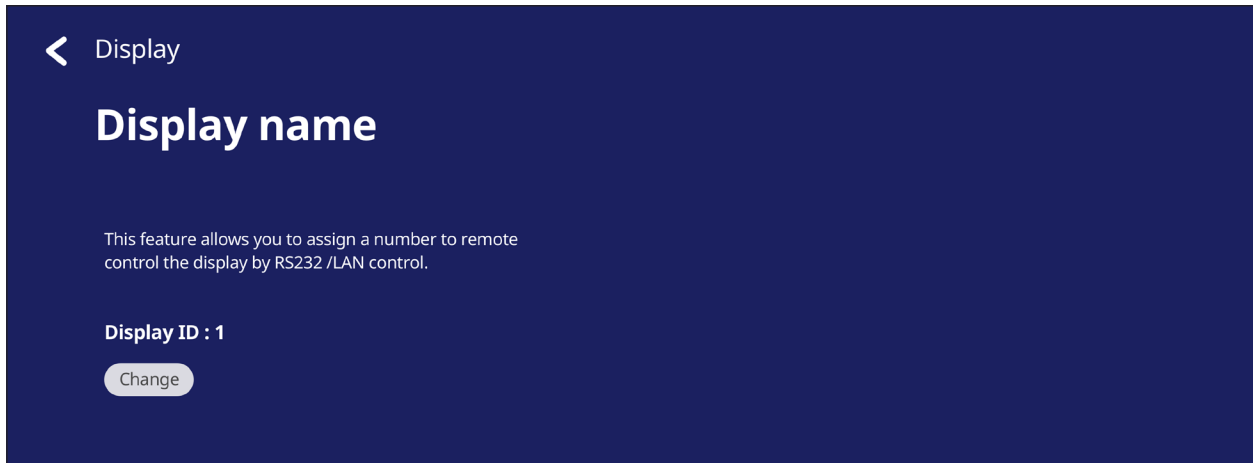 Display
Display name
This feature allows you to assign a number to remote
control the display by RS232 /LAN control.
Display ID : 1
Change